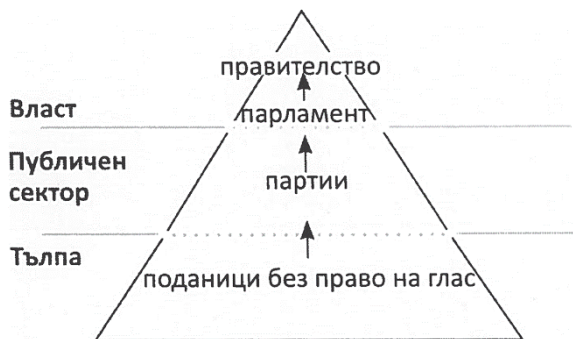 правителство
Власт
парламент
Публичен
сектор
партии
Тълпа
поданици без право на глас